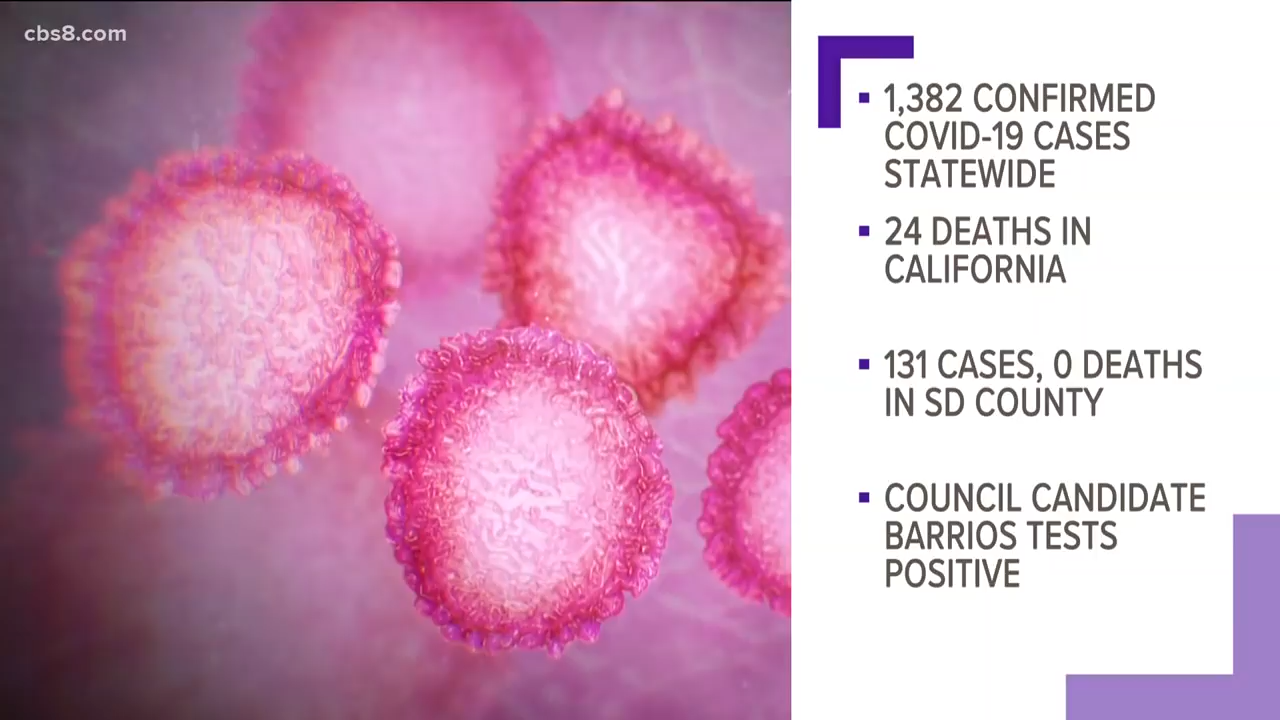 cbs8.com
▪ 1,382 CONFIRMED
COVID-19 CASES
STATEWIDE
▪ 24 DEATHS IN
CALIFORNIA
▪ 131 CASES, 0 DEATHS
IN SD COUNTY
▪ COUNCIL CANDIDATE
BARRIOS TESTS
POSITIVE